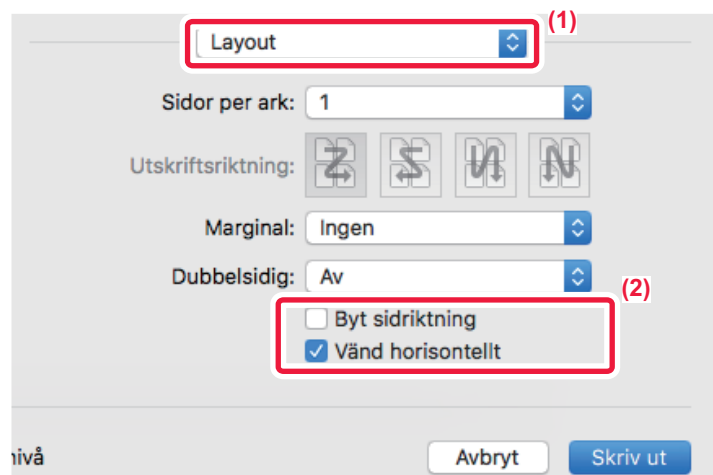 (1)
Layout
Sidor per ark: 1
Utskriftsriktning:
Marginal: Ingen
Dubbelsidig: Av
(2)
Byt sidriktning
Vänd horisontellt
nivå Avbryt Skriv ut